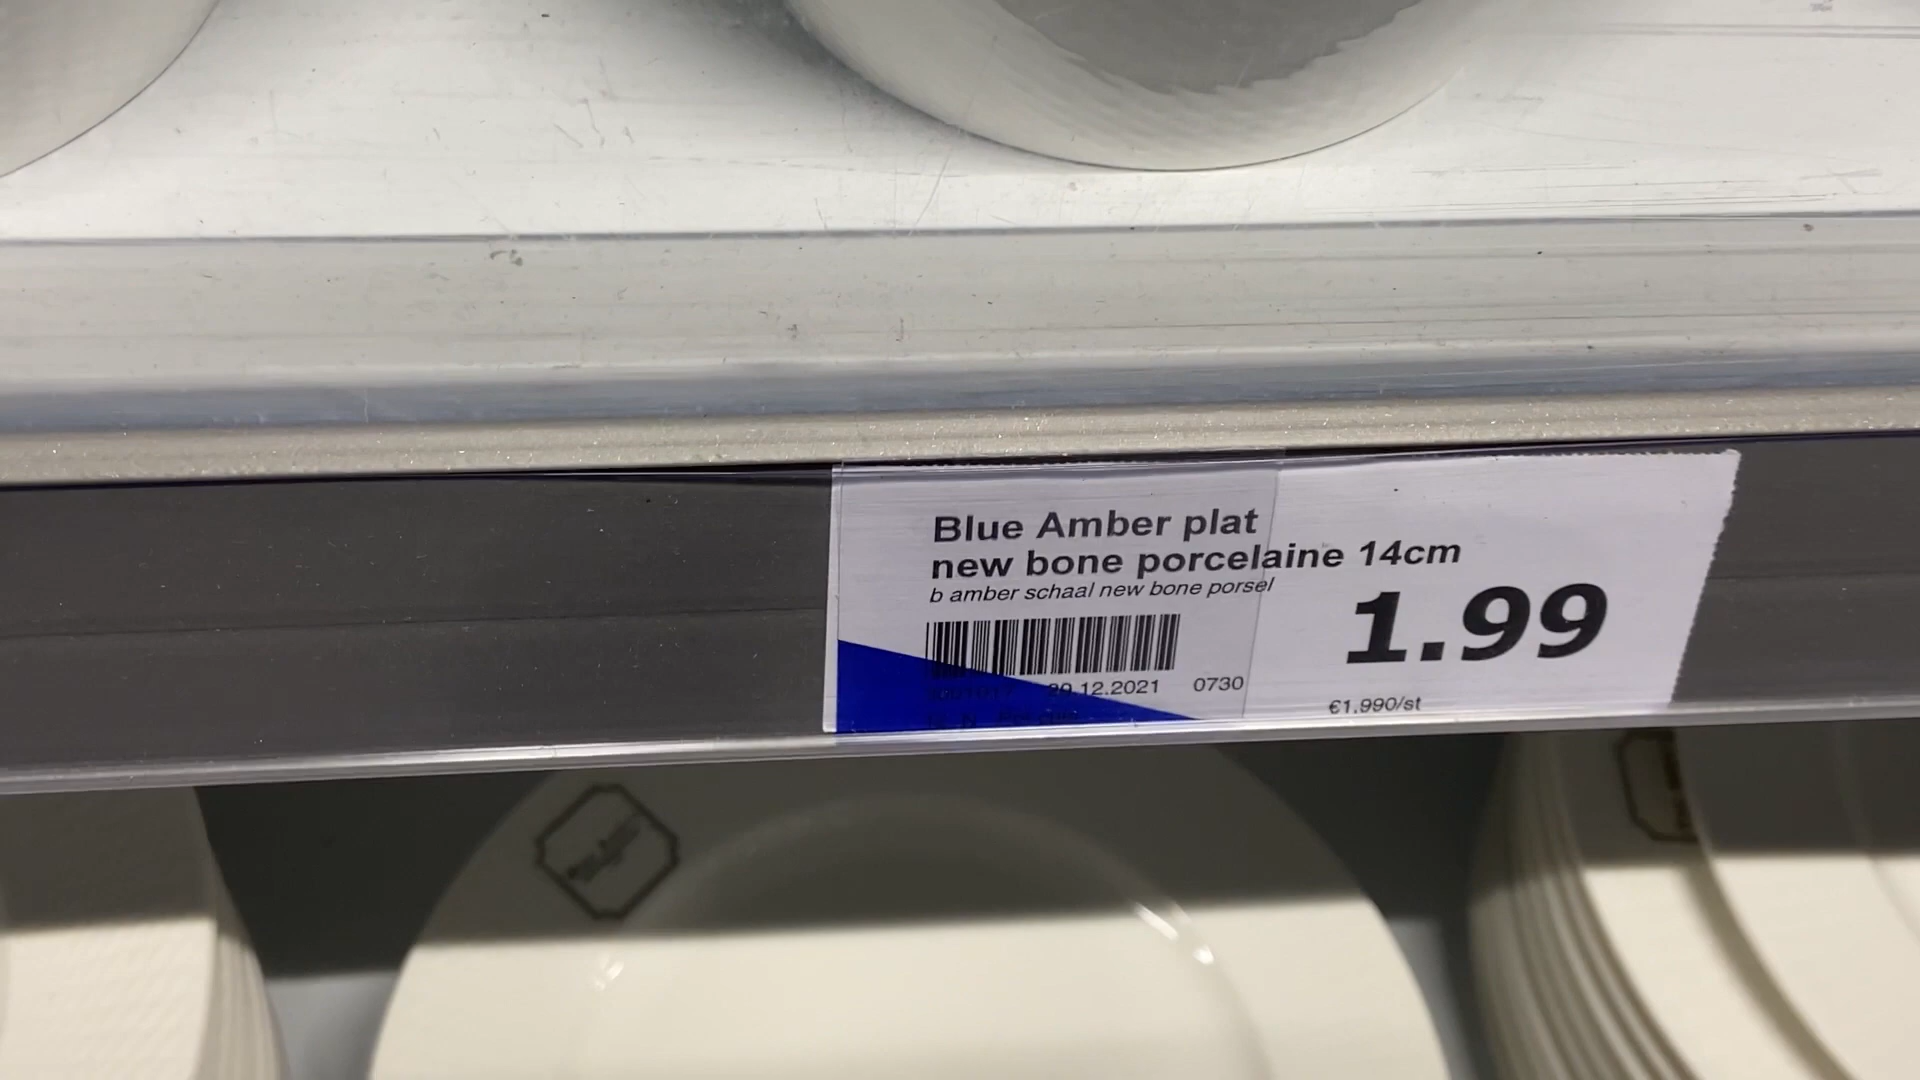 Blue Amber plat
new bone porcelaine 14cm
b amber schaal new bone porsel
1.99
20.12.2021 0730
€1.990/st